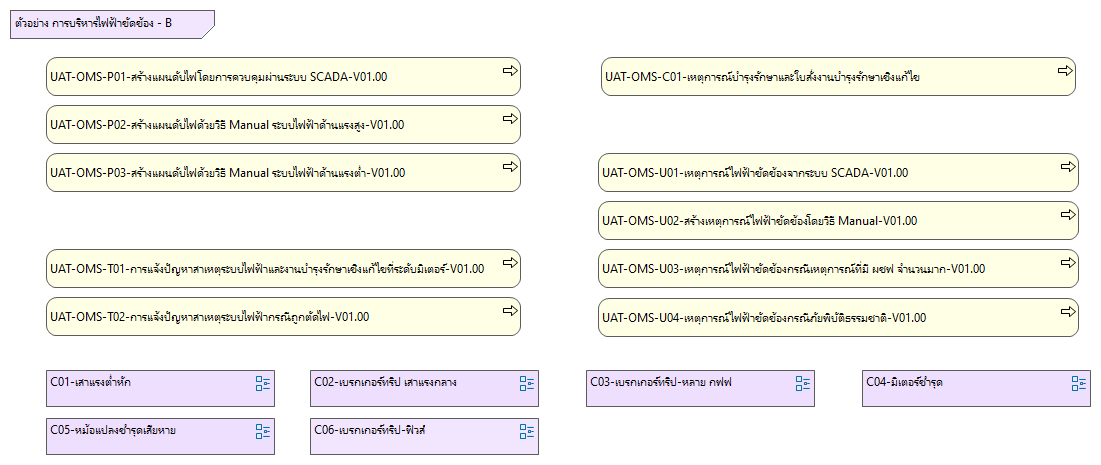 ตัวอย่าง การบริหารไฟฟ้าขัดข้อง - B
UAT-OMS-P01-สร้างแผนดับไฟโดยการควบคุมผ่านระบบ SCADA-V01.00
UAT-OMS-C01-เหตุการณ์บำรุงรักษาและใบสั่งงานบำรุงรักษาเชิงแก้ไข
UAT-OMS-P02-สร้างแผนดับไฟด้วยวิธี Manual ระบบไฟฟ้าด้านแรงสูง-V01.00
UAT-OMS-P03-สร้างแผนดับไฟด้วยวิธี Manual ระบบไฟฟ้าด้านแรงต่ำ-V01.00
UAT-OMS-U01-เหตุการณ์ไฟฟ้าขัดข้องจากระบบ SCADA-V01.00
UAT-OMS-U02-สร้างเหตุการณ์ไฟฟ้าขัดข้องโดยวิธี Manual-V01.00
UAT-OMS-T01-การแจ้งปัญหาสาเหตุระบบไฟฟ้าและงานบำรุงรักษาเชิงแก้ไขที่ระดับมิเตอร์-V01.00
UAT-OMS-U03-เหตุการณ์ไฟฟ้าขัดข้องกรณีเหตุการณ์ที่มี ผชฟ จำนวนมาก-V01.00
UAT-OMS-T02-การแจ้งปัญหาสาเหตุระบบไฟฟ้ากรณีถูกตัดไฟ-V01.00
UAT-OMS-U04-เหตุการณ์ไฟฟ้าขัดข้องกรณีภัยพิบัติธรรมชาติ-V01.00
C01-เสาแรงต่ำหัก
C02-เบรกเกอร์ทริป เสาแรงกลาง
C03-เบรกเกอร์ทริป-หลาย กฟฟ
C04-มิเตอร์ชำรุด
C05-หม้อแปลงชำรุดเสียหาย
C06-เบรกเกอร์ทริป-ฟิวส์